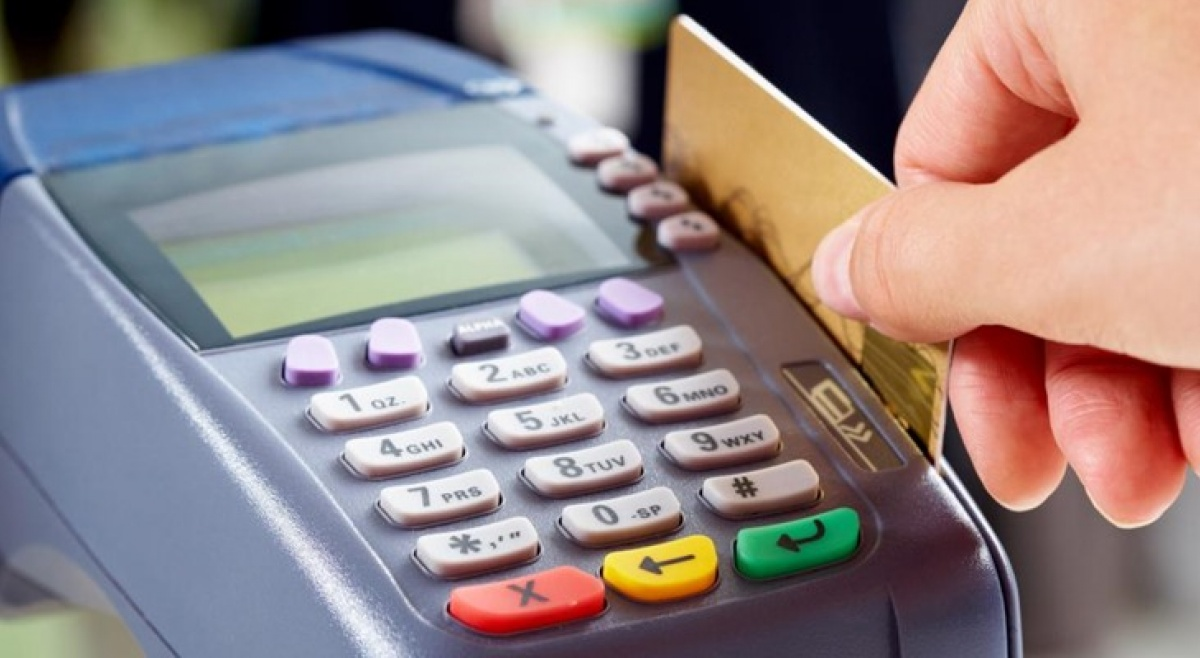 ALPHA
1 QZ.
2 ABC
3 DEF
4 GHI
5 JKL
6 MNO
7 PRS
8 TUV
9 WXY
*,'"
0 -SP
#
X